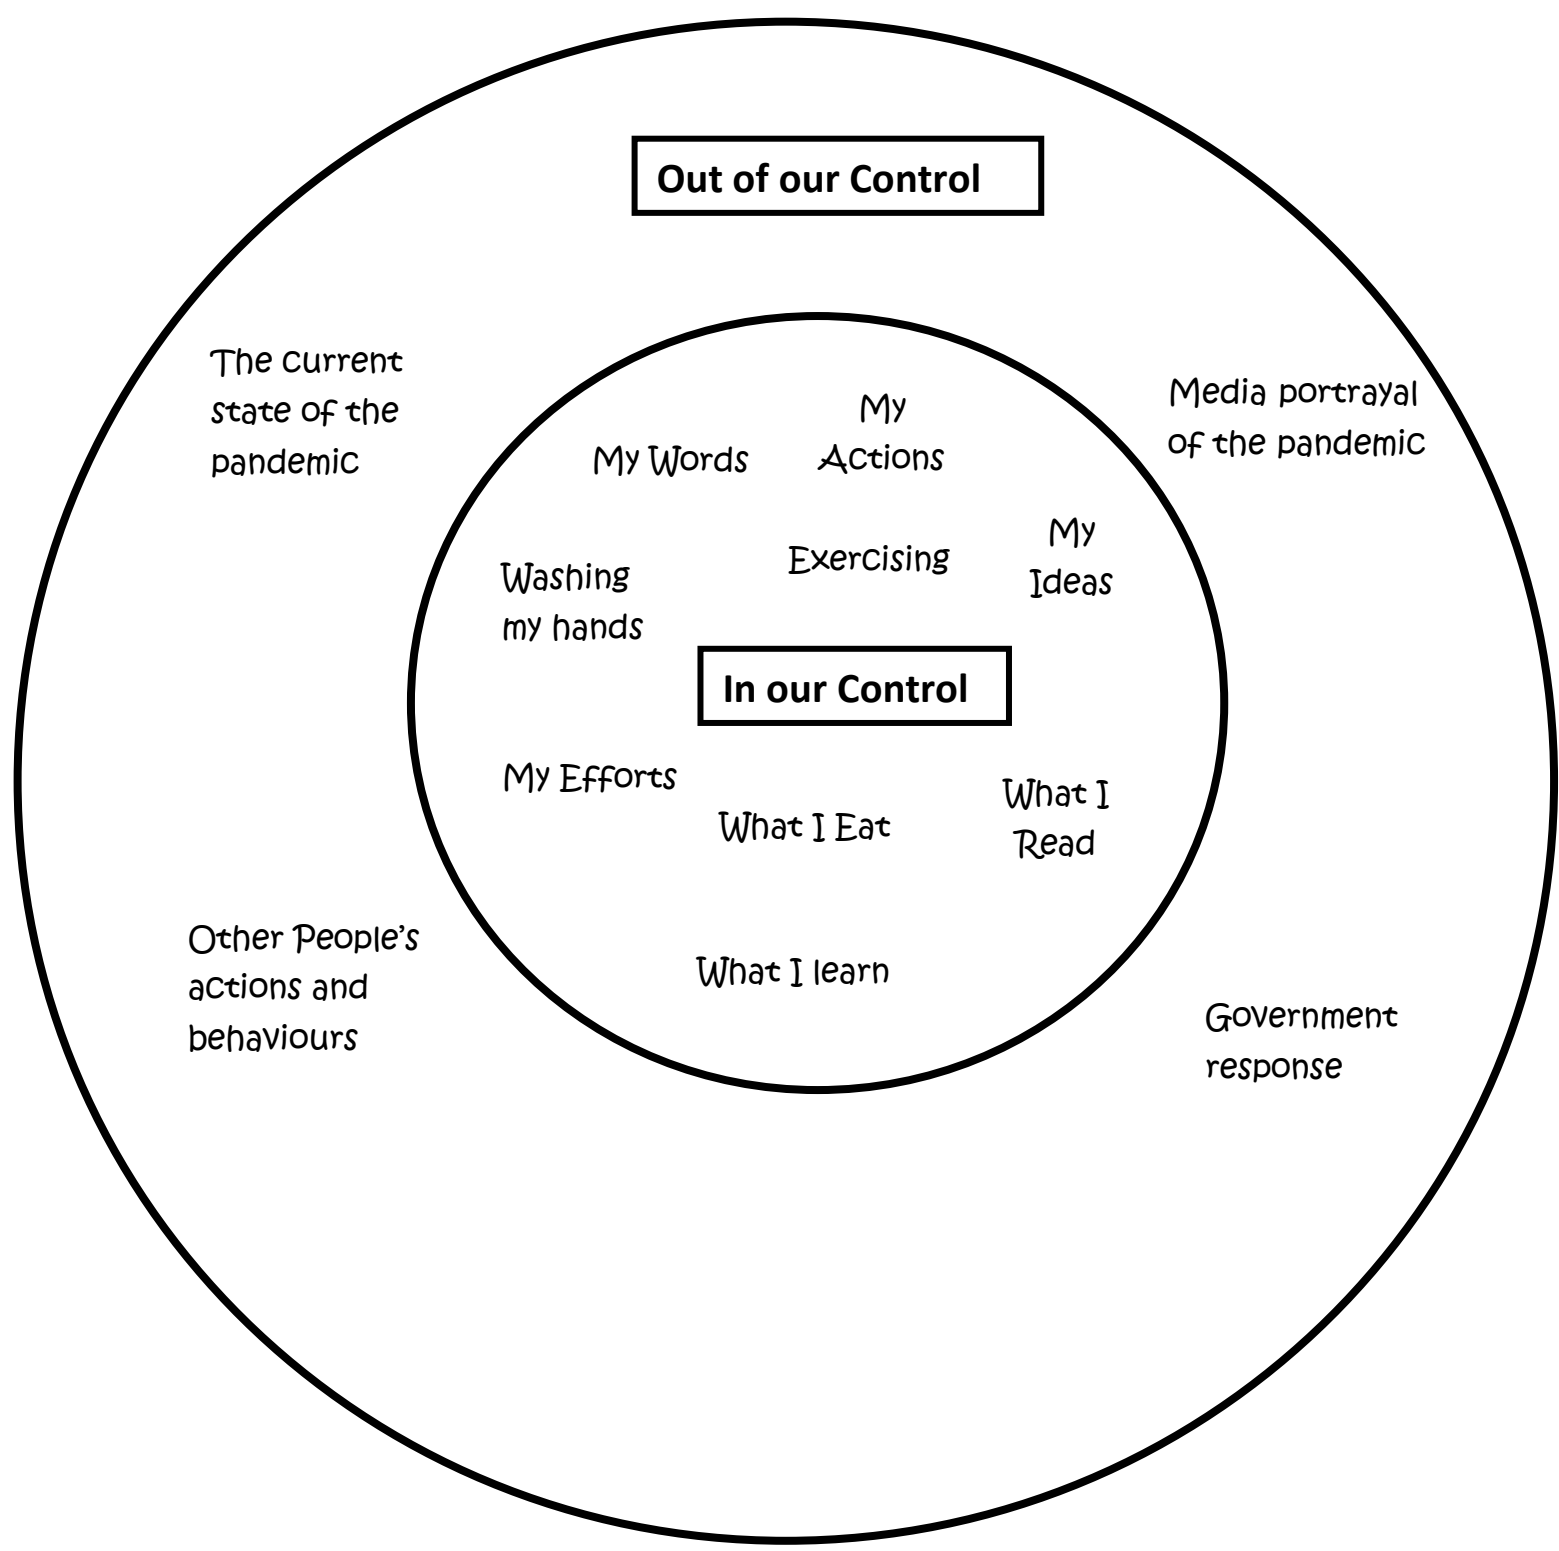 Out of our Control
The current
state of the
pandemic
Media portrayal
of the pandemic
My Words
My
Actions
Washing
my hands
Exercising
My
Ideas
In our Control
My Efforts
What I Eat
What I
Read
What I learn
Other People's
actions and
behaviours
Government
response